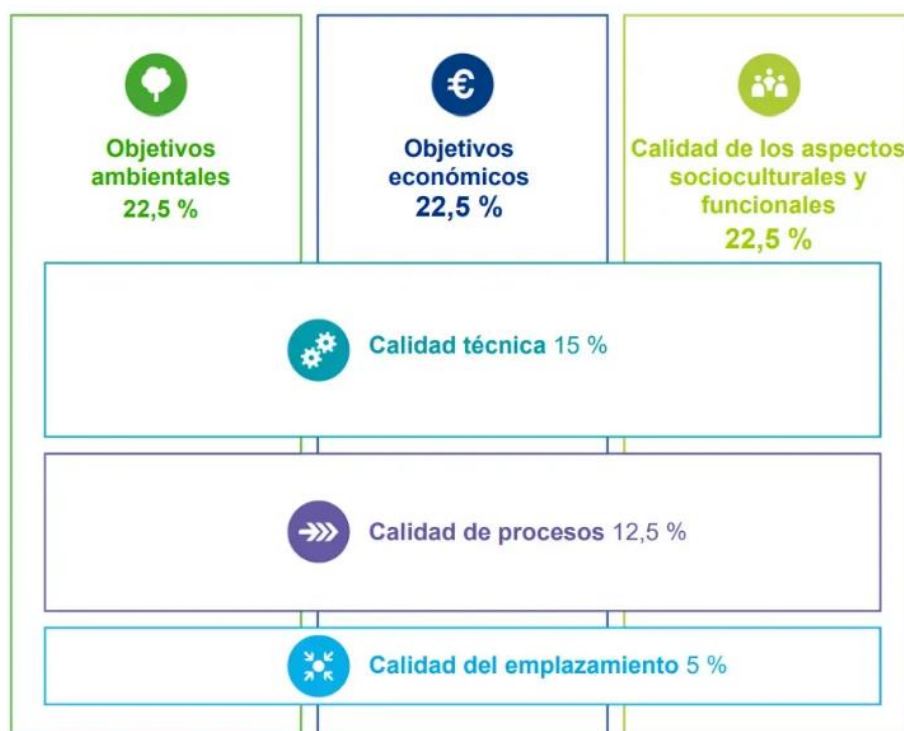 Objetivos
ambientales
22,5 %
€
Objetivos
económicos
22,5 %
Calidad de los aspectos
socioculturales y
funcionales
22,5 %
Calidad técnica 15 %
Calidad de procesos 12,5 %
Calidad del emplazamiento 5 %